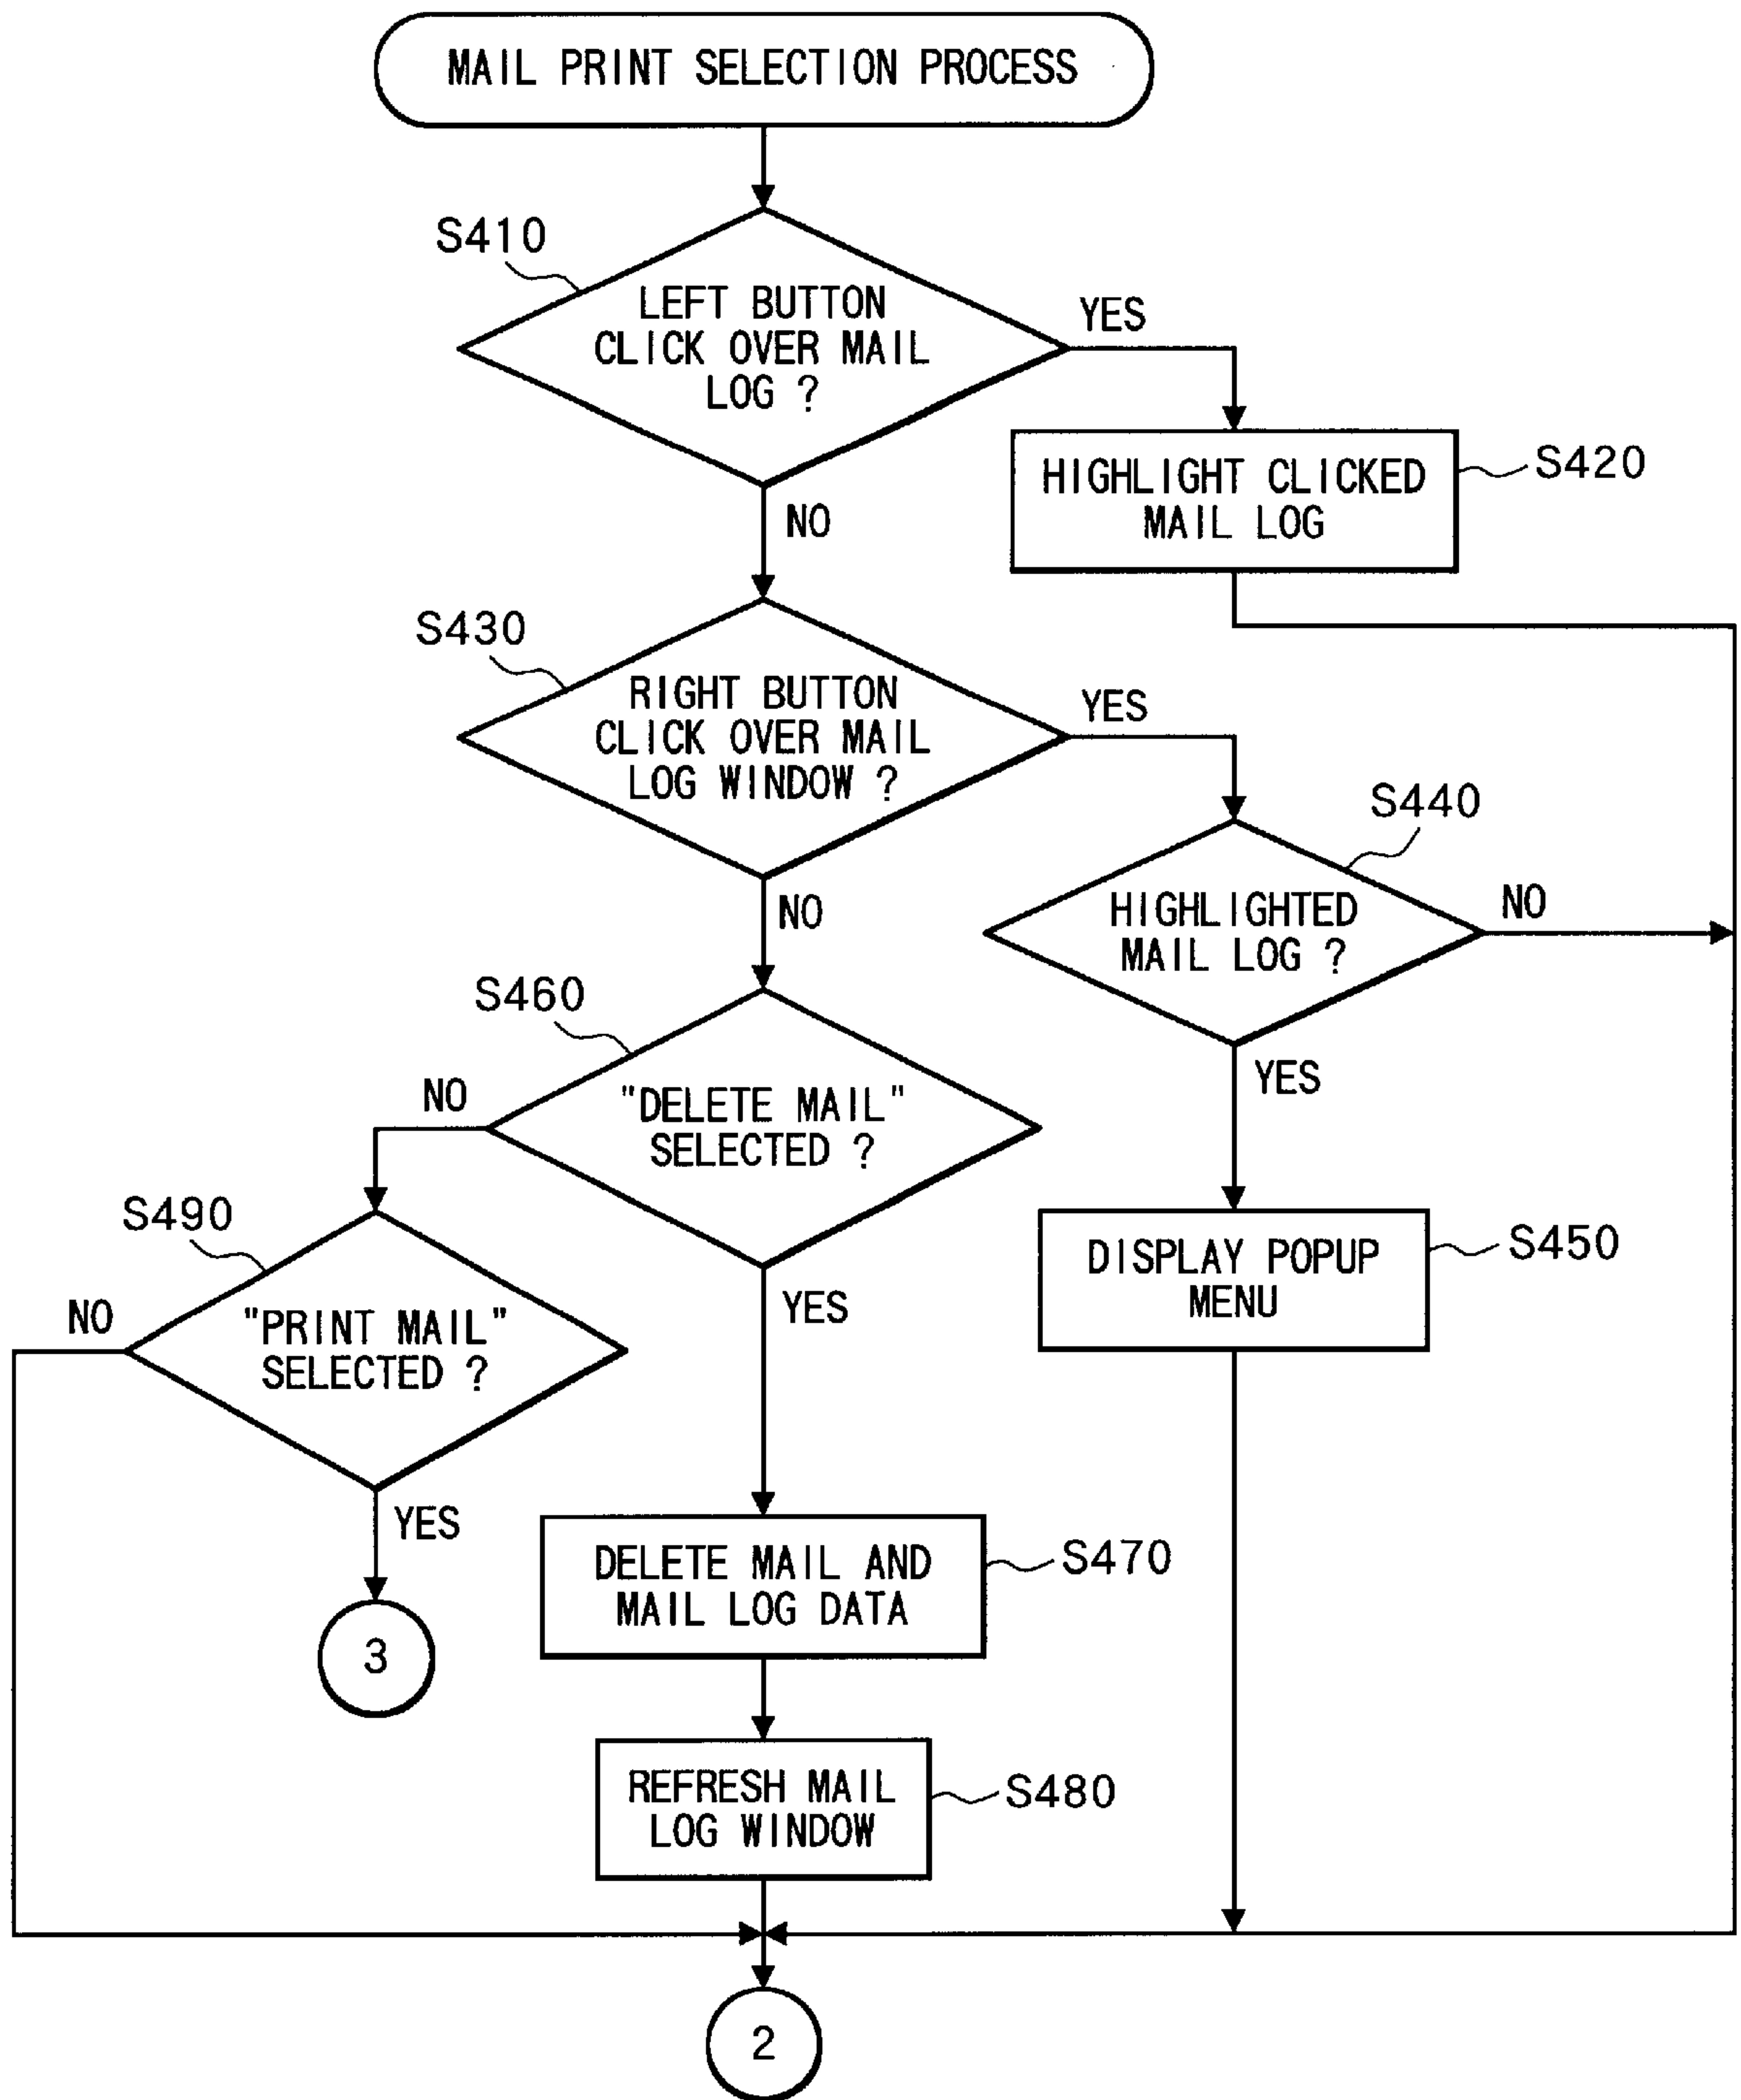 MAIL PRINT SELECTION PROCESS
S410
LEFT BUTTON
CLICK OVER MAIL
LOG ?
YES
NO
HIGHLIGHT CLICKED
MAIL LOG
S420
S430
RIGHT BUTTON
CLICK OVER MAIL
LOG WINDOW ?
YES
NO
S440
HIGHLIGHTED
MAIL LOG ?
NO
YES
S460
"DELETE MAIL"
SELECTED ?
NO
YES
DISPLAY POPUP
MENU
S450
S490
"PRINT MAIL"
SELECTED ?
NO
YES
3
DELETE MAIL AND
MAIL LOG DATA
S470
REFRESH MAIL
LOG WINDOW
S480
2